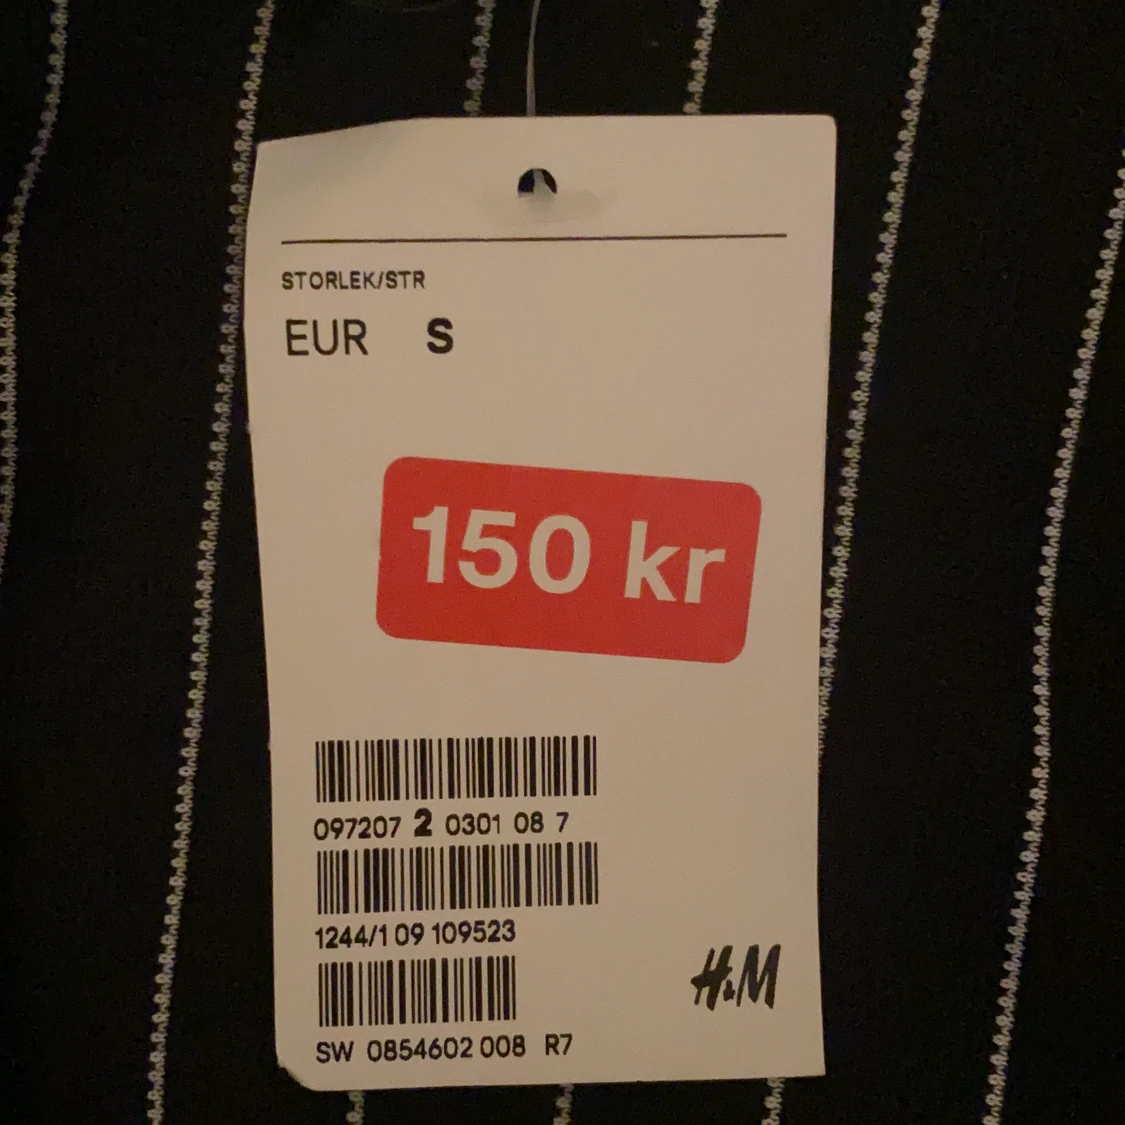 STORLEK/STR
EUR S
150 kr
097207 2 0301 08 7
1244/1 09 109523
SW 0854602 008 R7
H&M